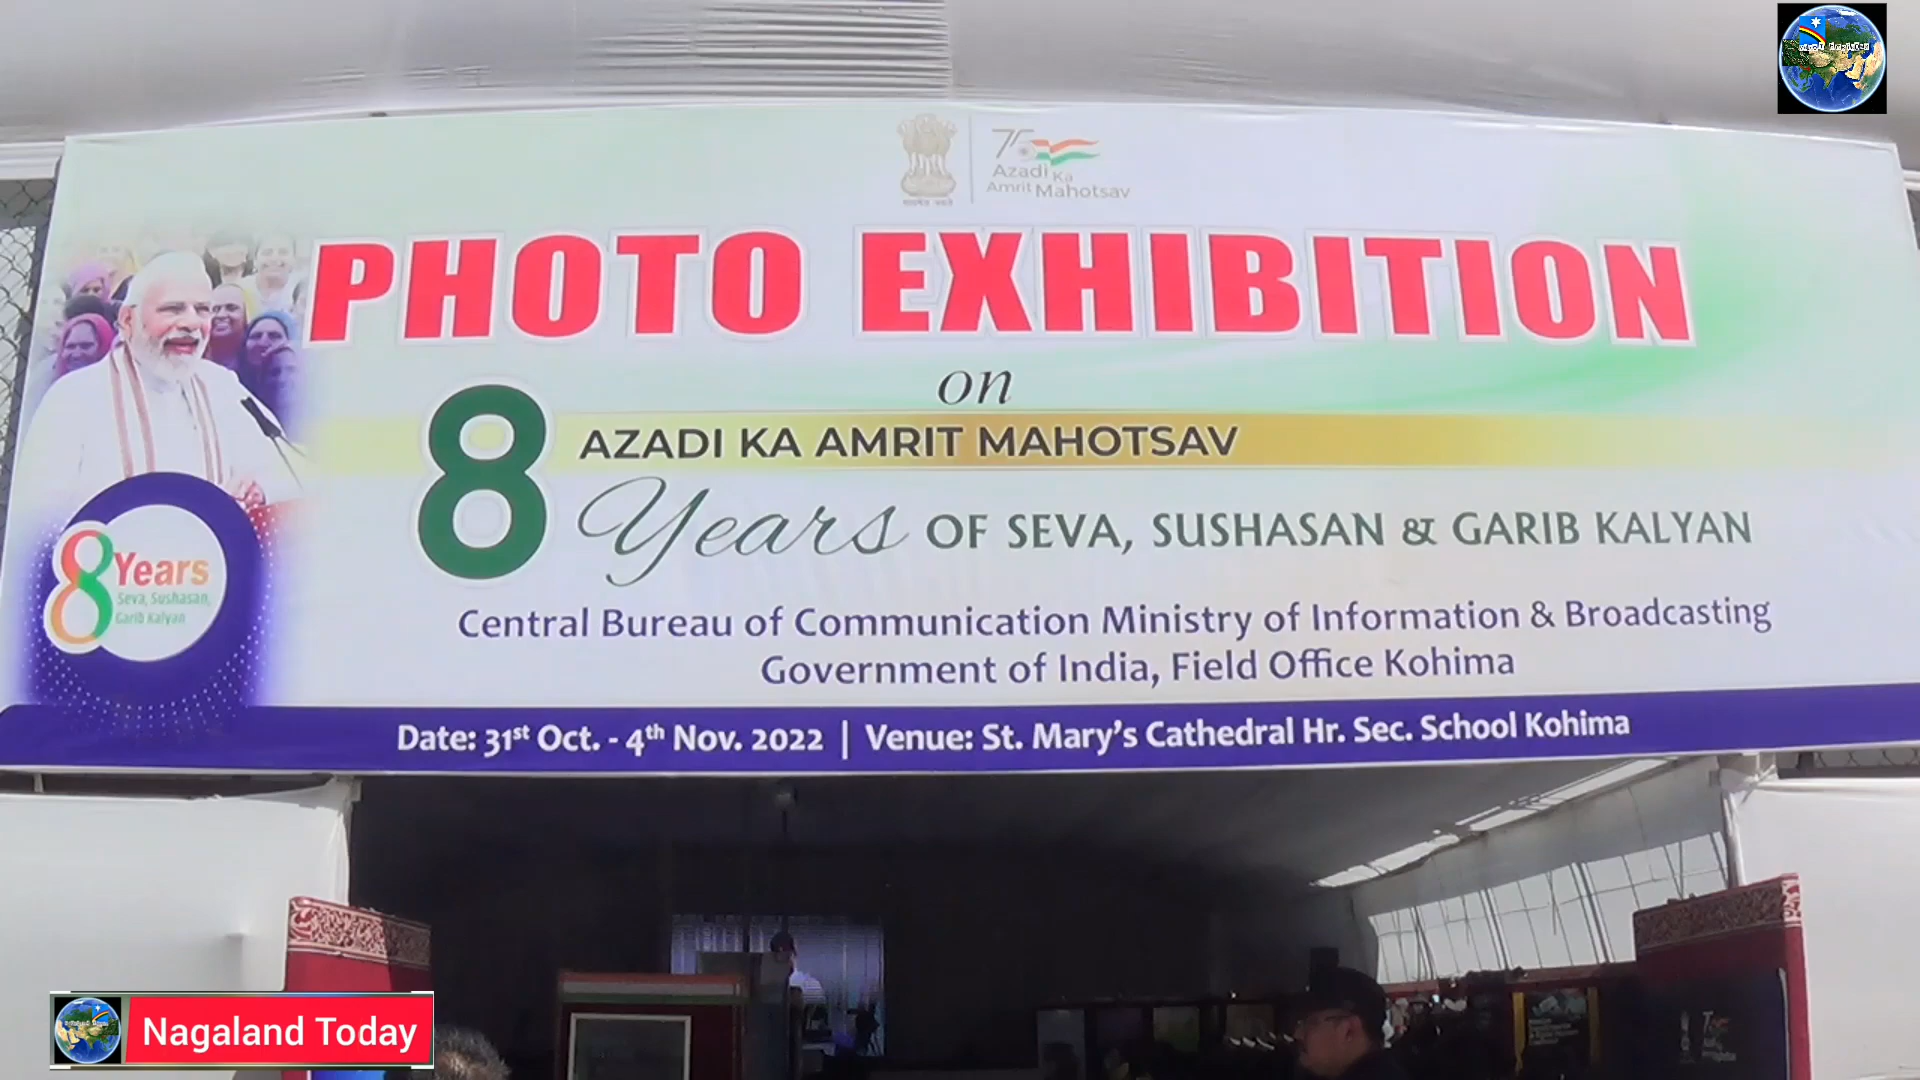 75
Azadi Ka
Amrit Mahotsav
PHOTO EXHIBITION
on
8
AZADI KA AMRIT MAHOTSAV
Years OF SEVA, SUSHASAN & GARIB KALYAN
8 Years
Seva, Sushasan,
Garib Kalyan
Central Bureau of Communication Ministry of Information & Broadcasting
Government of India, Field Office Kohima
Date: 31st Oct. - 4th Nov. 2022 | Venue: St. Mary's Cathedral Hr. Sec. School Kohima
Nagaland Today